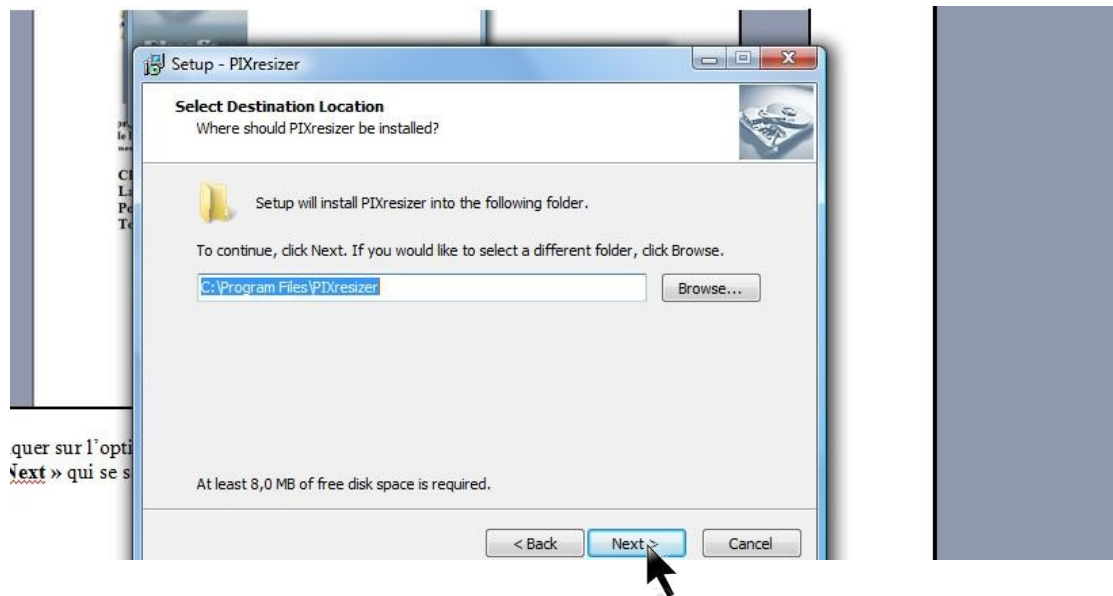 Setup - PIXresizer
Select Destination Location
Where should PIXresizer be installed?
Setup will install PIXresizer into the following folder.
To continue, click Next. If you would like to select a different folder, click Browse.
C:\Program Files\PIXresizer
Browse...
quer sur l’opti
Next » qui se s
At least 8,0 MB of free disk space is required.
< Back
Next >
Cancel